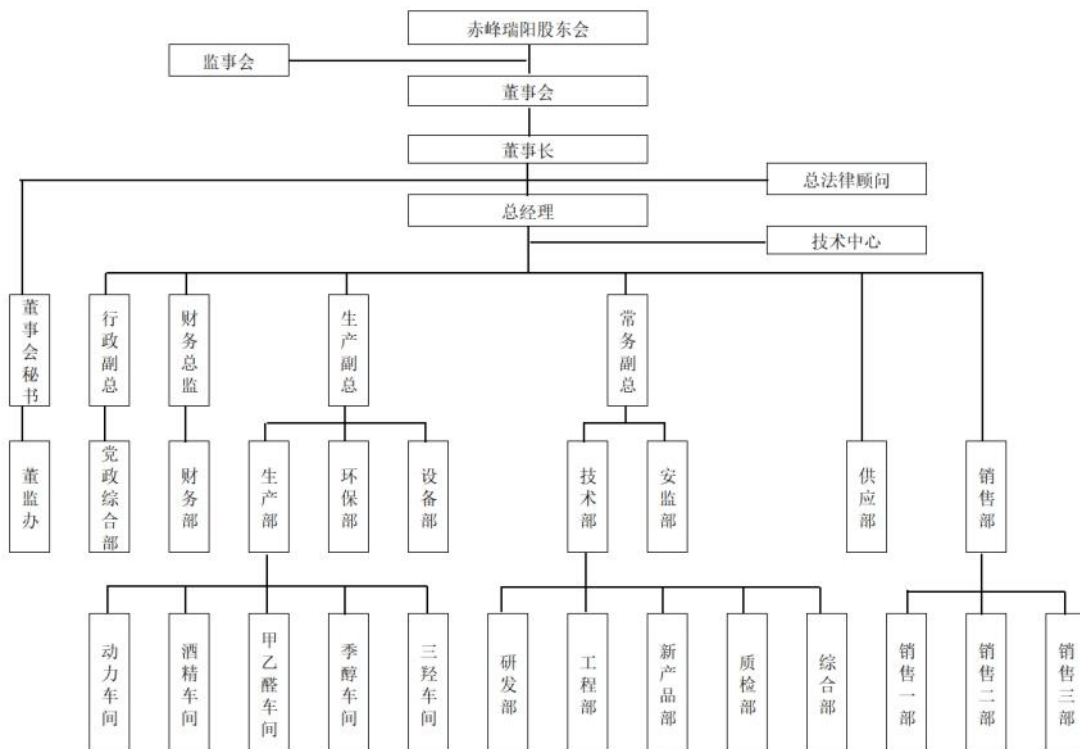 赤峰瑞阳股东会
监事会
董事会
董事长
总法律顾问
总经理
技术中心
董事会秘书
行政副总
财务总监
生产副总
常务副总
董监办
党政综合部
财务部
生产部
环保部
设备部
技术部
安监部
供应部
销售部
动力车间
酒精车间
甲乙醛车间
季醇车间
三羟车间
研发部
工程部
新产品部
质检部
综合部
销售一部
销售二部
销售三部